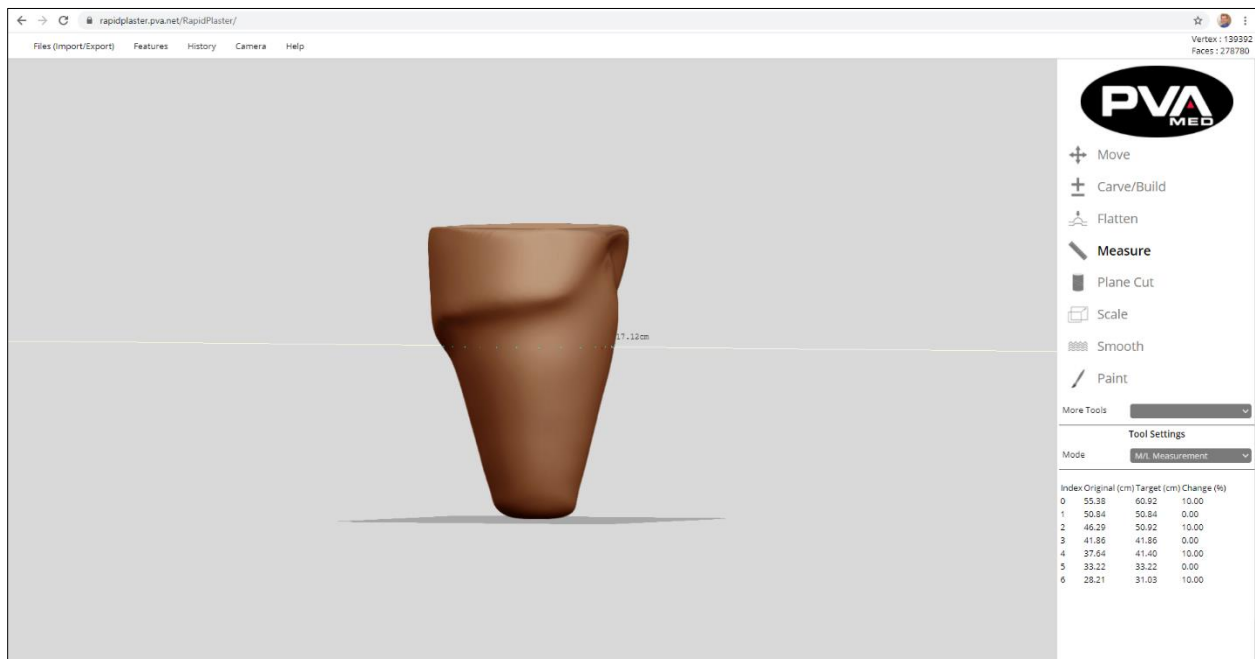 rapidplaster.pva.net/RapidPlaster/
Files (Import/Export) Features History Camera Help
Vertex : 139392
Faces : 278780
PVA
MED
Move
Carve/Build
Flatten
Measure
Plane Cut
Scale
Smooth
Paint
17.12cm
More Tools
Tool Settings
Mode M/L Measurement
Index Original (cm) Target (cm) Change (%)
0 55.38 60.92 10.00
1 50.84 50.84 0.00
2 46.29 50.92 10.00
3 41.86 41.86 0.00
4 37.64 41.40 10.00
5 33.22 33.22 0.00
6 28.21 31.03 10.00